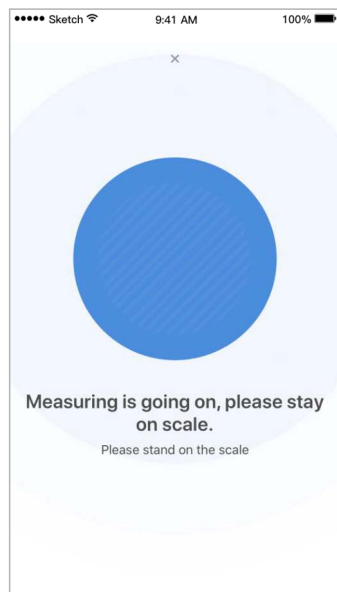 Sketch 9:41 AM 100%
×
Measuring is going on, please stay
on scale.
Please stand on the scale